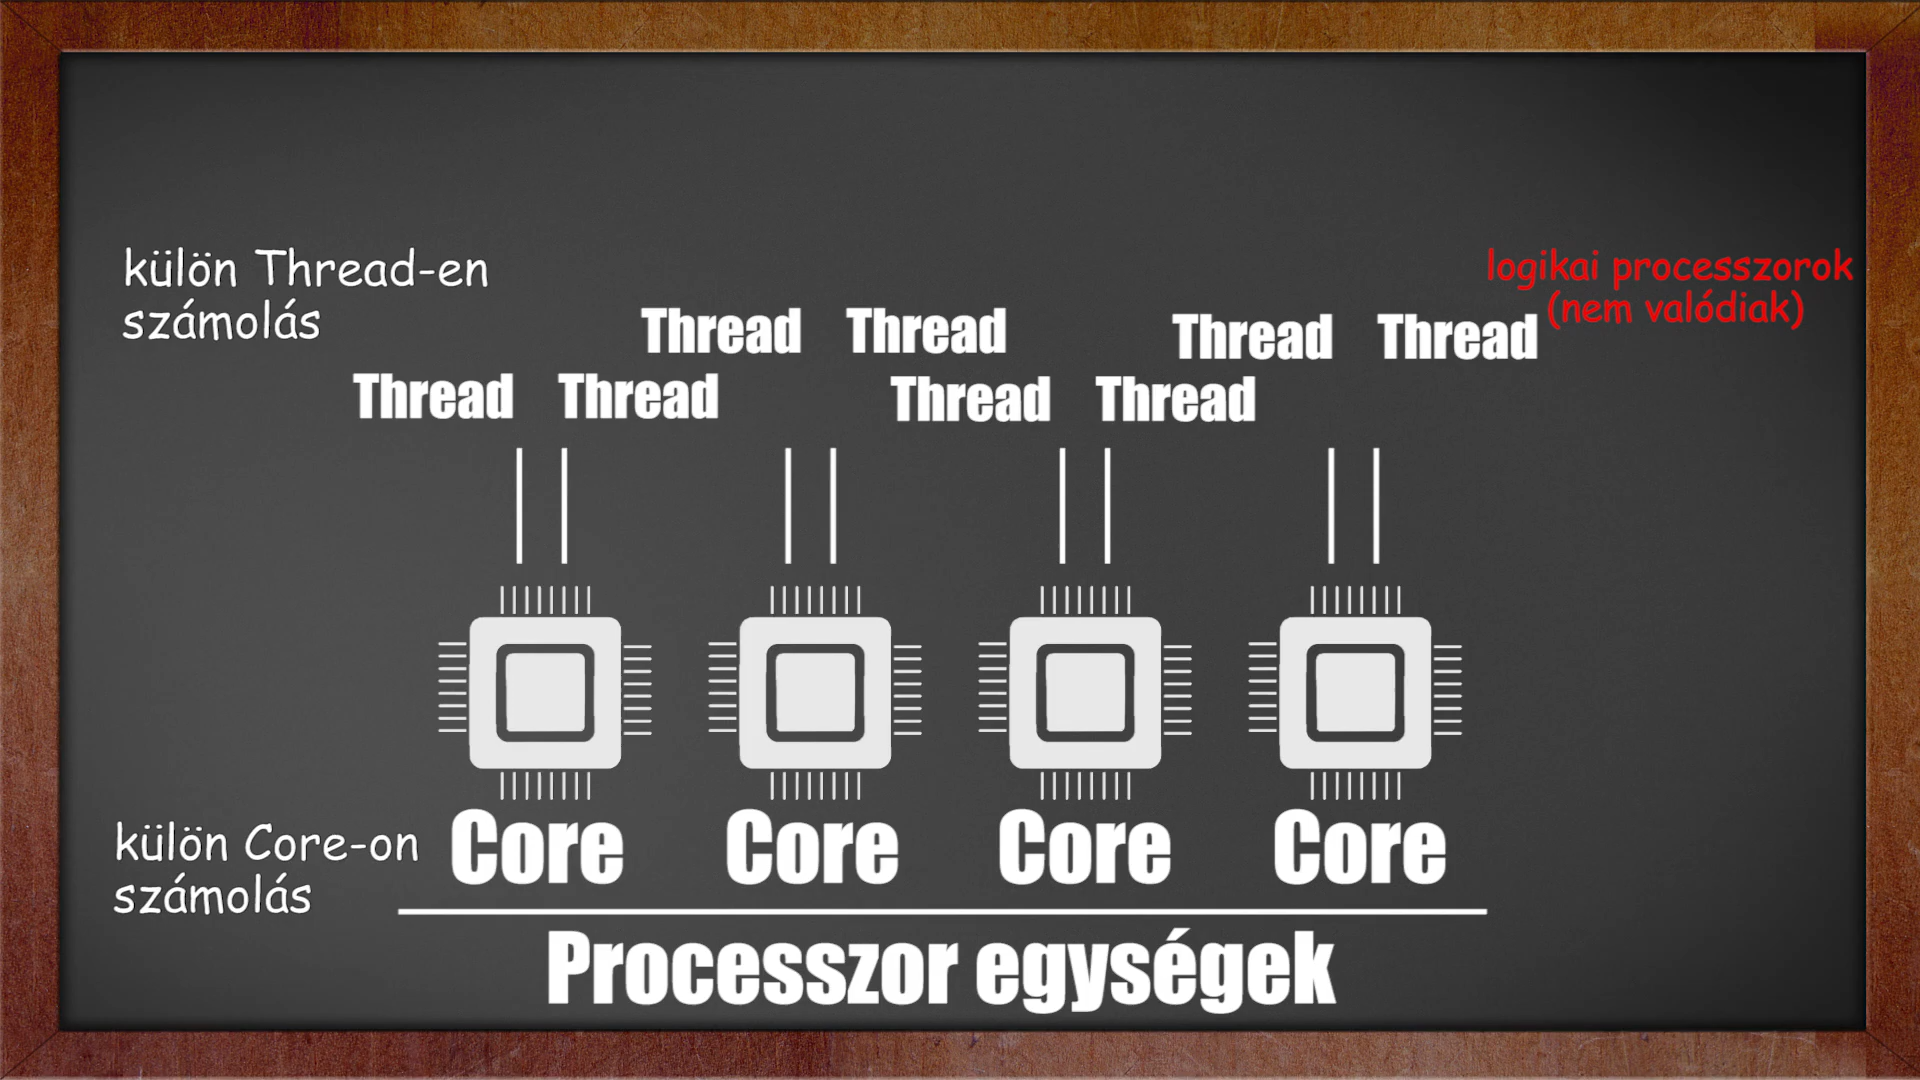 külön Thread-en
számolás
logikai processzorok
(nem valódiak)
Thread Thread
Thread Thread
Thread Thread
Thread Thread
külön Core-on
számolás
Core Core Core Core
Processzor egységek